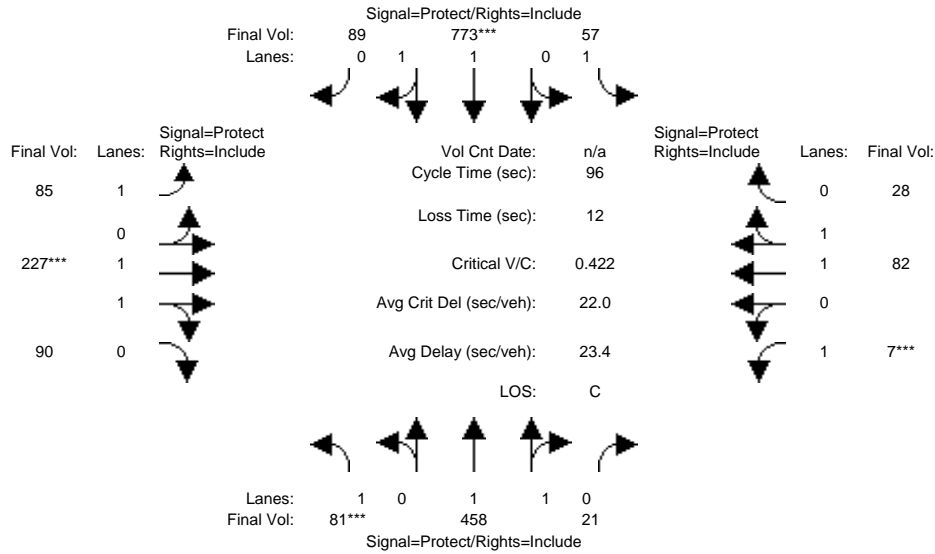 Signal=Protect/Rights=Include
Final Vol: 89 773*** 57
Lanes: 0 1 1 0 1
Signal=Protect
Final Vol: Lanes: Rights=Include
Vol Cnt Date: n/a
Signal=Protect
Rights=Include Lanes: Final Vol:
Cycle Time (sec): 96
85 1
0 28
Loss Time (sec): 12
0
1
227*** 1
Critical V/C: 0.422
1 82
1
Avg Crit Del (sec/veh): 22.0
0
90 0
Avg Delay (sec/veh): 23.4
1 7***
LOS: C
Lanes: 1 0 1 1 0
Final Vol: 81*** 458 21
Signal=Protect/Rights=Include